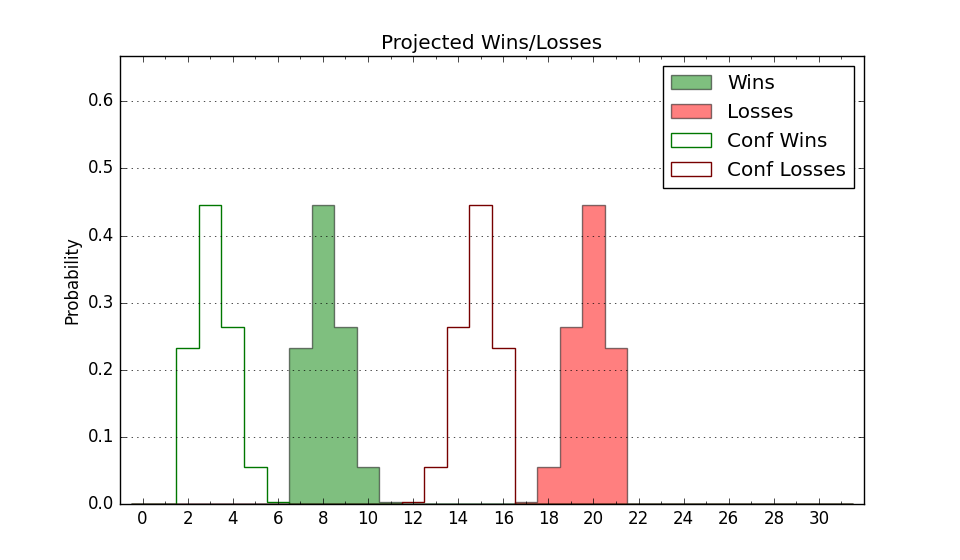 Projected Wins/Losses
Wins
Losses
Conf Wins
Conf Losses
Probability
0.6
0.5
0.4
0.3
0.2
0.1
0.0
0 2 4 6 8 10 12 14 16 18 20 22 24 26 28 30